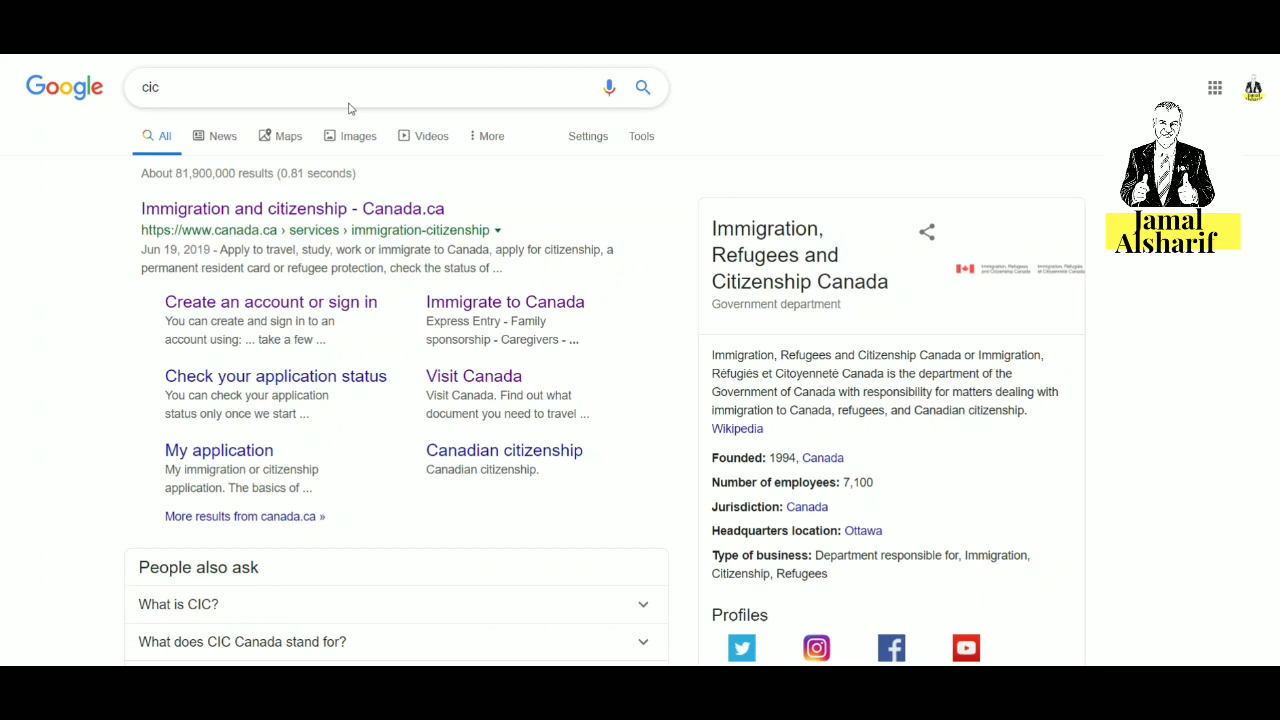 Google
cic
All
News
Maps
Images
Videos
More
Settings
Tools
About 81,900,000 results (0.81 seconds)
Immigration and citizenship - Canada.ca
https://www.canada.ca › services › immigration-citizenship
Jun 19, 2019 - Apply to travel, study, work or immigrate to Canada, apply for citizenship, a
permanent resident card or refugee protection, check the status of ...
Create an account or sign in
You can create and sign in to an
account using: ... take a few ...
Immigrate to Canada
Express Entry - Family
sponsorship - Caregivers - ...
Check your application status
You can check your application
status only once we start ...
Visit Canada
Visit Canada. Find out what
document you need to travel ...
My application
My immigration or citizenship
application. The basics of ...
Canadian citizenship
Canadian citizenship.
More results from canada.ca »
People also ask
What is CIC?
What does CIC Canada stand for?
Immigration,
Refugees and
Citizenship Canada
Government department
Immigration, Refugees and Citizenship Canada or Immigration,
Réfugiés et Citoyenneté Canada is the department of the
Government of Canada with responsibility for matters dealing with
immigration to Canada, refugees, and Canadian citizenship.
Wikipedia
Founded: 1994, Canada
Number of employees: 7,100
Jurisdiction: Canada
Headquarters location: Ottawa
Type of business: Department responsible for, Immigration,
Citizenship, Refugees
Profiles
Jamal
Alsharif